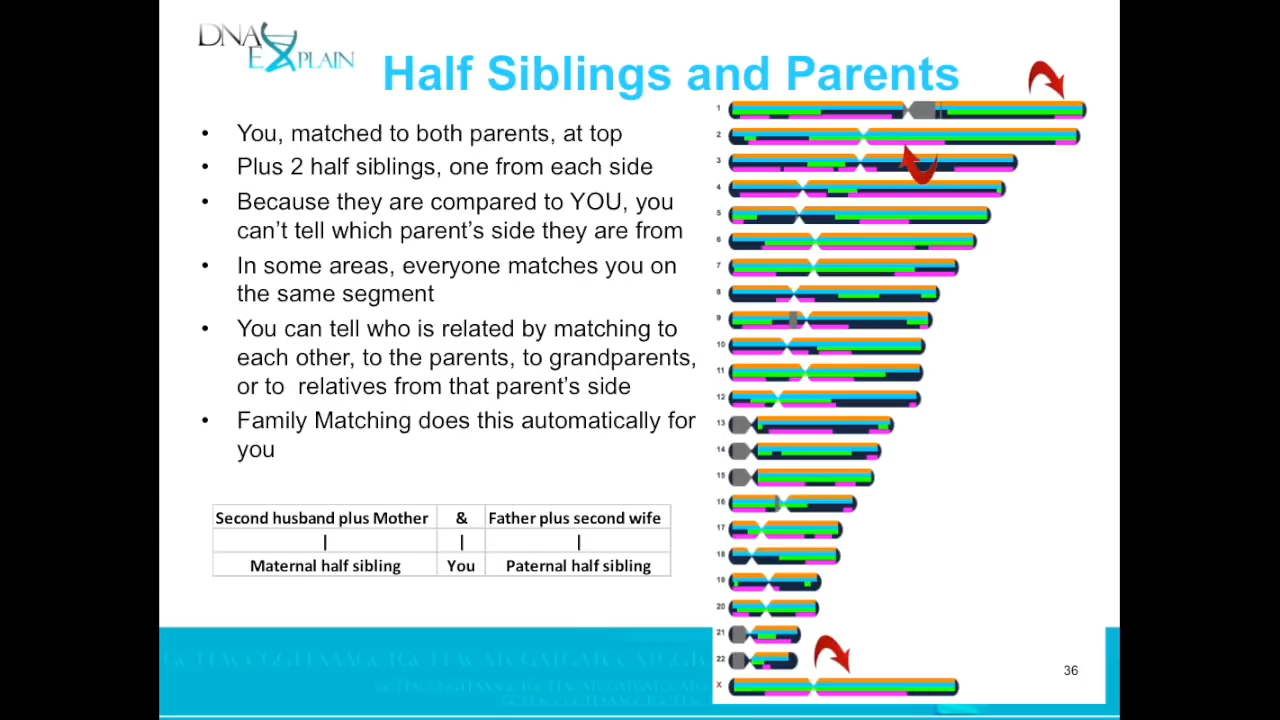 DNA
EXPLAIN
Half Siblings and Parents
• You, matched to both parents, at top
• Plus 2 half siblings, one from each side
• Because they are compared to YOU, you
can't tell which parent's side they are from
• In some areas, everyone matches you on
the same segment
• You can tell who is related by matching to
each other, to the parents, to grandparents,
or to relatives from that parent's side
• Family Matching does this automatically for
you
Second husband plus Mother & Father plus second wife
| | |
Maternal half sibling You Paternal half sibling
1
2
3
4
5
6
7
8
9
10
11
12
13
14
15
16
17
18
19
20
21
22
X
36